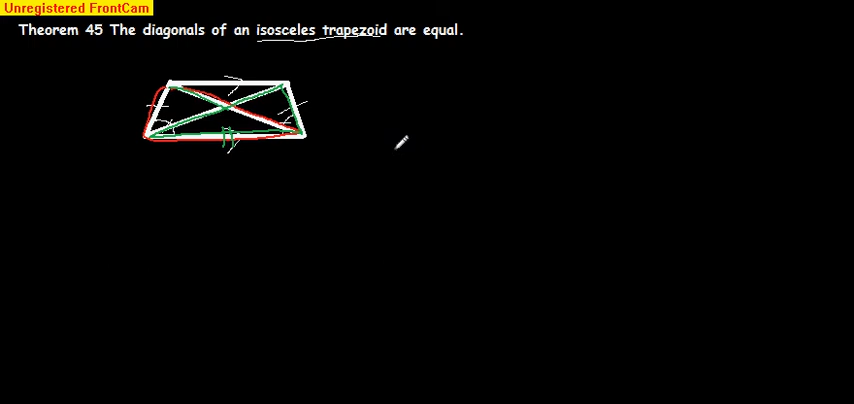 Unregistered FrontCam
Theorem 45 The diagonals of an isosceles trapezoid are equal.